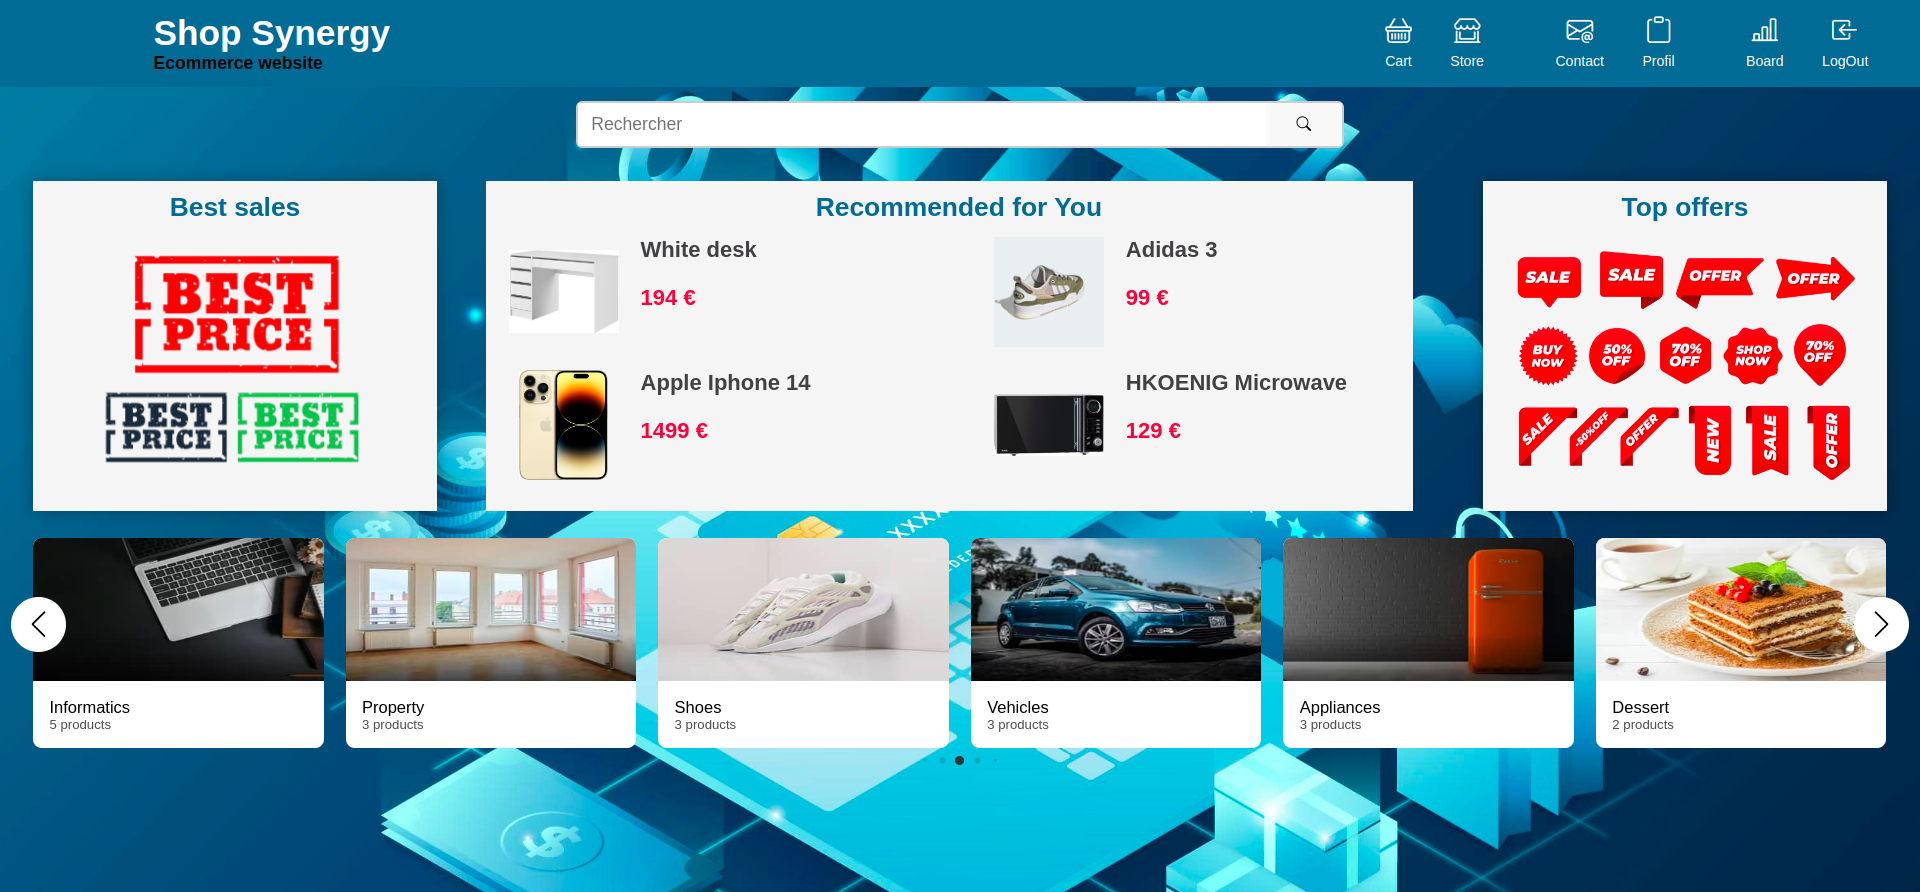 Shop Synergy
Ecommerce website
Cart
Store
Contact
Profil
Board
LogOut
Rechercher
Best sales
BEST
PRICE
BEST
PRICE
BEST
PRICE
Recommended for You
White desk
194 €
Adidas 3
99 €
Apple Iphone 14
1499 €
HKOENIG Microwave
129 €
Top offers
SALE
SALE
OFFER
OFFER
BUY
NOW
50%
OFF
70%
OFF
SHOP
NOW
70%
OFF
SALE
-50%OFF
OFFER
NEW
SALE
OFFER
XXXX
Informatics
5 products
Property
3 products
Shoes
3 products
Vehicles
3 products
Appliances
3 products
Dessert
2 products